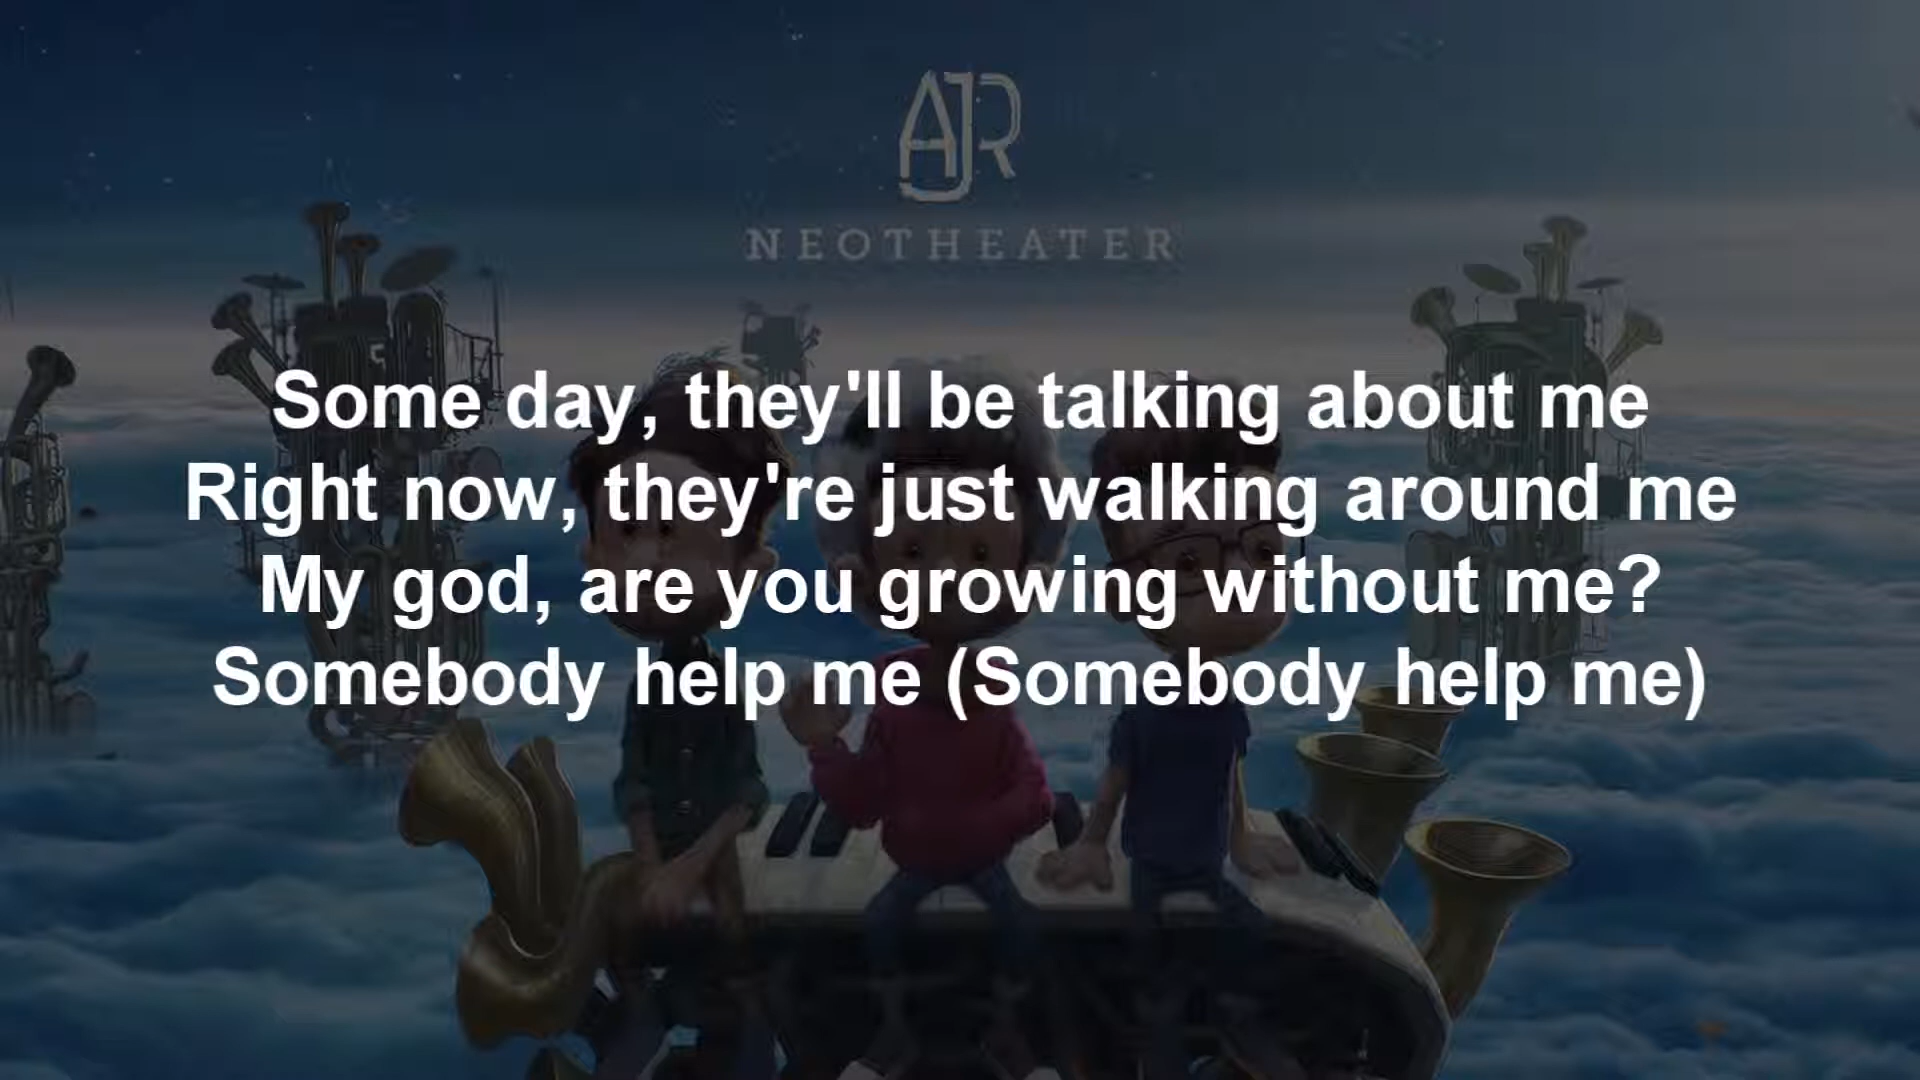 AJR
NEOTHEATER
Some day, they'll be talking about me
Right now, they're just walking around me
My god, are you growing without me?
Somebody help me (Somebody help me)